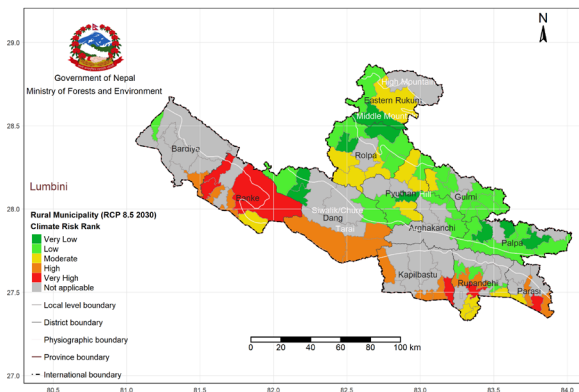 N
Government of Nepal
Ministry of Forests and Environment
High Mountain
Eastern Rukum
Middle Mountain
Rolpa
Bardiya
Lumbini
Banke
Pyuthan
Hill
Gulmi
Siwalik/Chure
Dang
Tarai
Arghakanchi
Palpa
Kapilbastu
Rupandehi
Parasi
Rural Municipality (RCP 8.5 2030)
Climate Risk Rank
Very Low
Low
Moderate
High
Very High
Not applicable
Local level boundary
District boundary
Physiographic boundary
Province boundary
International boundary
0 20 40 60 80 100 km
29.0
28.5
28.0
27.5
27.0
80.5 81.0 81.5 82.0 82.5 83.0 83.5 84.0